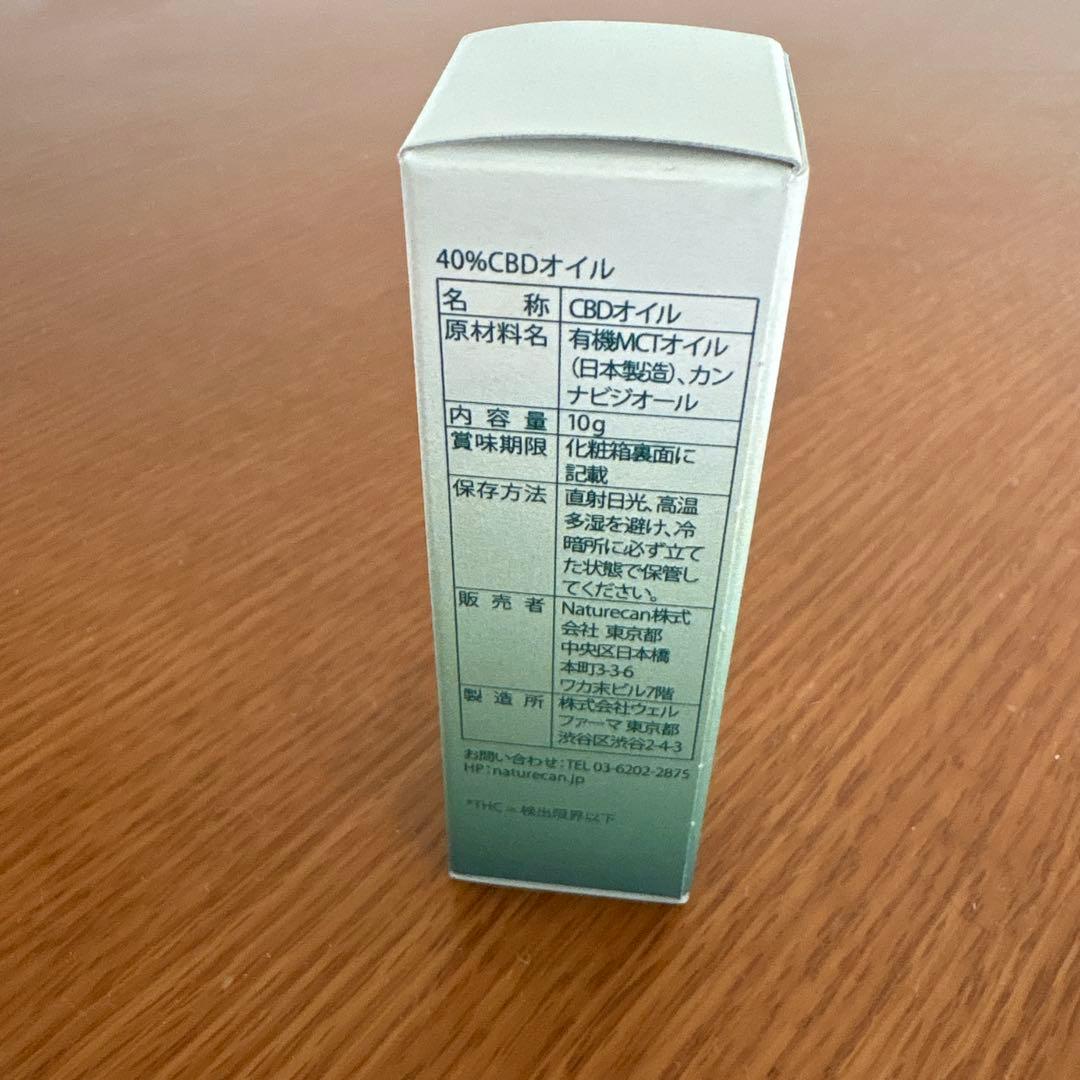 40%CBDオイル
名称 CBDオイル
原材料名 有機MCTオイル
（日本製造）、カン
ナビジオール
内容量 10g
賞味期限 化粧箱裏面に
記載
保存方法 直射日光、高温
多湿を避け、冷
暗所に必ず立て
た状態で保管し
てください。
販売者 Naturecan株式
会社 東京都
中央区日本橋
本町3-3-6
ワカ末ビル7階
製造所 株式会社ウェル
ファーマ 東京都
渋谷区渋谷2-4-3
お問い合わせ：TEL 03-6202-2875
HP：naturecan.jp
*THC = 検出限界以下